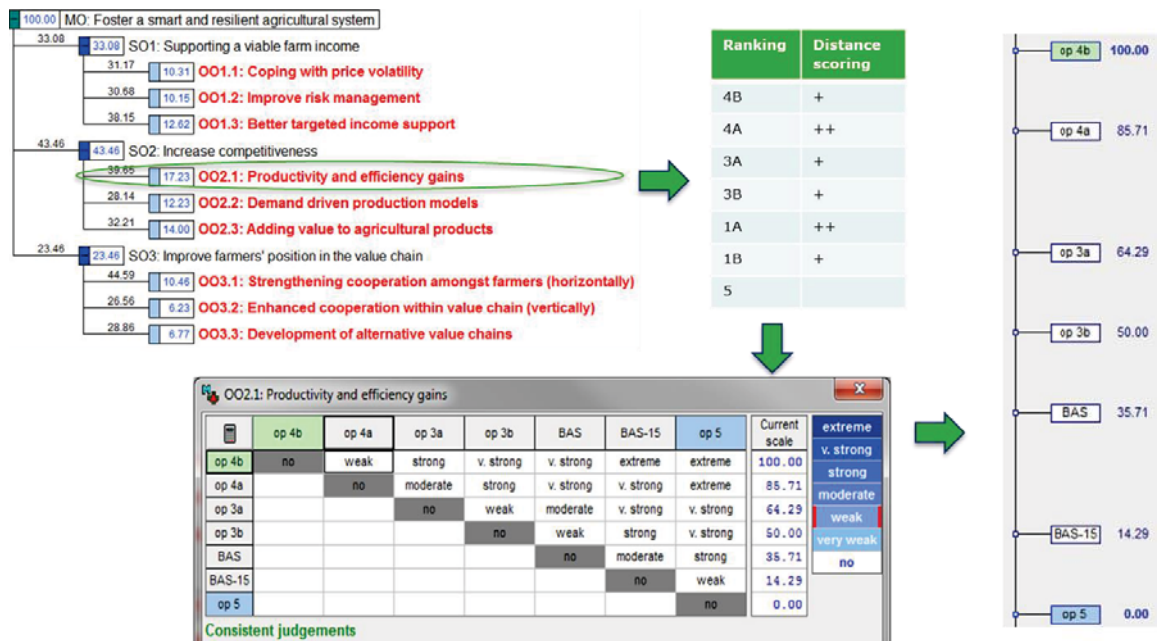 100.00 MO: Foster a smart and resilient agricultural system
33.08 33.08 SO1: Supporting a viable farm income
31.17 10.31 OO1.1: Coping with price volatility
30.68 10.15 OO1.2: Improve risk management
38.15 12.62 OO1.3: Better targeted income support
43.46 43.46 SO2: Increase competitiveness
39.65 17.23 OO2.1: Productivity and efficiency gains
28.14 12.23 OO2.2: Demand driven production models
32.21 14.00 OO2.3: Adding value to agricultural products
23.46 23.46 SO3: Improve farmers' position in the value chain
44.59 10.46 OO3.1: Strengthening cooperation amongst farmers (horizontally)
26.56 6.23 OO3.2: Enhanced cooperation within value chain (vertically)
28.86 6.77 OO3.3: Development of alternative value chains
Ranking Distance
scoring
4B +
4A ++
3A +
3B +
1A ++
1B +
5
op 4b 100.00
op 4a 85.71
op 3a 64.29
op 3b 50.00
BAS 35.71
BAS-15 14.29
op 5 0.00
OO2.1: Productivity and efficiency gains
op 4b op 4a op 3a op 3b BAS BAS-15 op 5 Current
scale
op 4b no weak strong v. strong v. strong extreme extreme 100.00
op 4a no moderate strong v. strong v. strong extreme 85.71
op 3a no weak moderate v. strong v. strong 64.29
op 3b no weak strong v. strong 50.00
BAS no moderate strong 35.71
BAS-15 no weak 14.29
op 5 no 0.00
extreme
v. strong
strong
moderate
weak
very weak
no
Consistent judgements